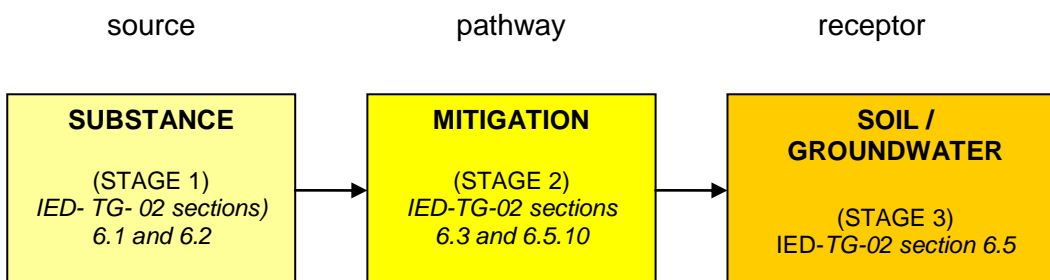 source
pathway
receptor
SUBSTANCE
(STAGE 1)
IED- TG- 02 sections)
6.1 and 6.2
MITIGATION
(STAGE 2)
IED-TG-02 sections
6.3 and 6.5.10
SOIL /
GROUNDWATER
(STAGE 3)
IED-TG-02 section 6.5